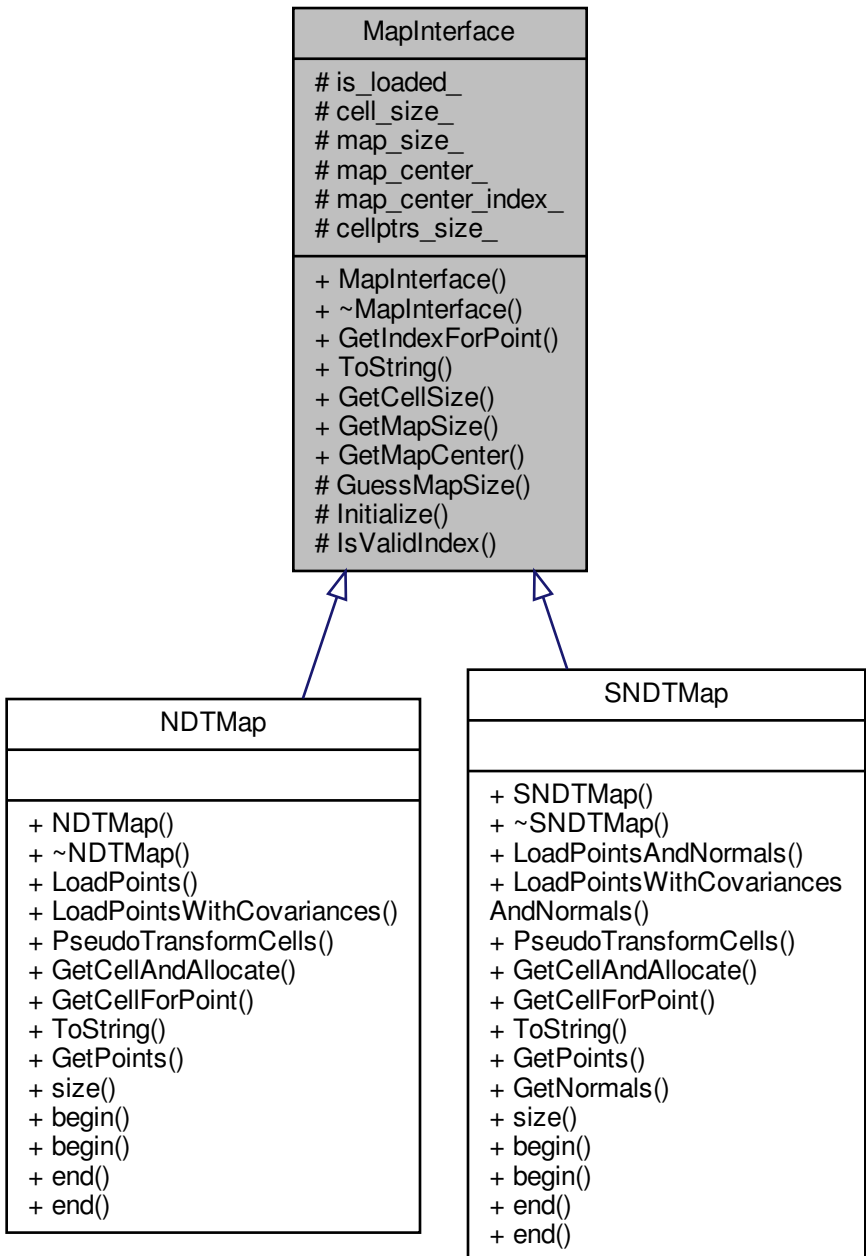 MapInterface
# is_loaded_
# cell_size_
# map_size_
# map_center_
# map_center_index_
# cellptrs_size_
+ MapInterface()
+ ~MapInterface()
+ GetIndexForPoint()
+ ToString()
+ GetCellSize()
+ GetMapSize()
+ GetMapCenter()
# GuessMapSize()
# Initialize()
# IsValidIndex()
NDTMap
+ NDTMap()
+ ~NDTMap()
+ LoadPoints()
+ LoadPointsWithCovariances()
+ PseudoTransformCells()
+ GetCellAndAllocate()
+ GetCellForPoint()
+ ToString()
+ GetPoints()
+ size()
+ begin()
+ begin()
+ end()
+ end()
SNDTMap
+ SNDTMap()
+ ~SNDTMap()
+ LoadPointsAndNormals()
+ LoadPointsWithCovariances
AndNormals()
+ PseudoTransformCells()
+ GetCellAndAllocate()
+ GetCellForPoint()
+ ToString()
+ GetPoints()
+ GetNormals()
+ size()
+ begin()
+ begin()
+ end()
+ end()